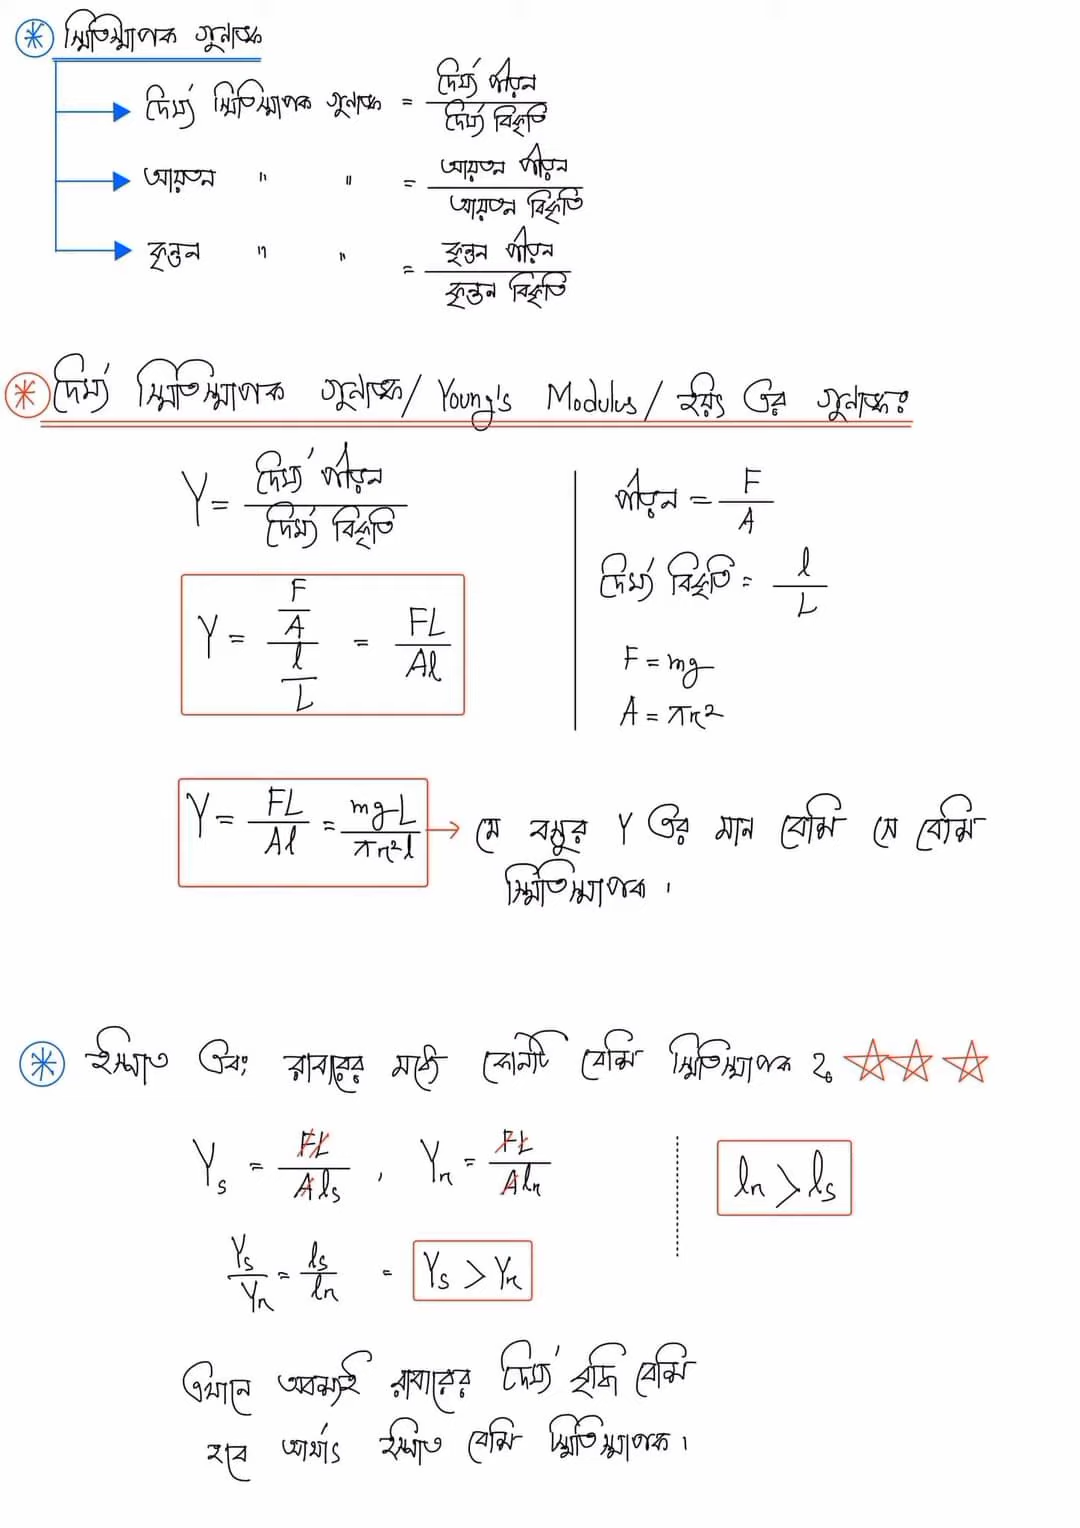 স্থিতিস্থাপক গুনাঙ্ক
দৈর্ঘ্য স্থিতিস্থাপক গুনাঙ্ক = দৈর্ঘ্য পীড়ন / দৈর্ঘ্য বিকৃতি
আয়তন " " = আয়তন পীড়ন / আয়তন বিকৃতি
কৃন্তন " " = কৃন্তন পীড়ন / কৃন্তন বিকৃতি
দৈর্ঘ্য স্থিতিস্থাপক গুনাঙ্ক/ Young's Modulus / ইয়ং এর গুনাঙ্কঃ
Y = দৈর্ঘ্য পীড়ন / দৈর্ঘ্য বিকৃতি
Y = (F/A) / (l/L) = FL / Al
পীড়ন = F / A
দৈর্ঘ্য বিকৃতি = l / L
F = mg
A = πr²
Y = FL / Al = mgL / πr²l → যে বস্তুর Y এর মান বেশি সে বেশি
স্থিতিস্থাপক ।
ইস্পাত এবং রাবারের মধ্যে কোনটি বেশি স্থিতিস্থাপক ?
Ys = FL / Als , Yr = FL / Alr
lr > ls
Ys / Yr = ls / lr = Ys > Yr
এখানে অবশ্যই রাবারের দৈর্ঘ্য বৃদ্ধি বেশি
হবে অর্থাৎ ইস্পাত বেশি স্থিতিস্থাপক ।